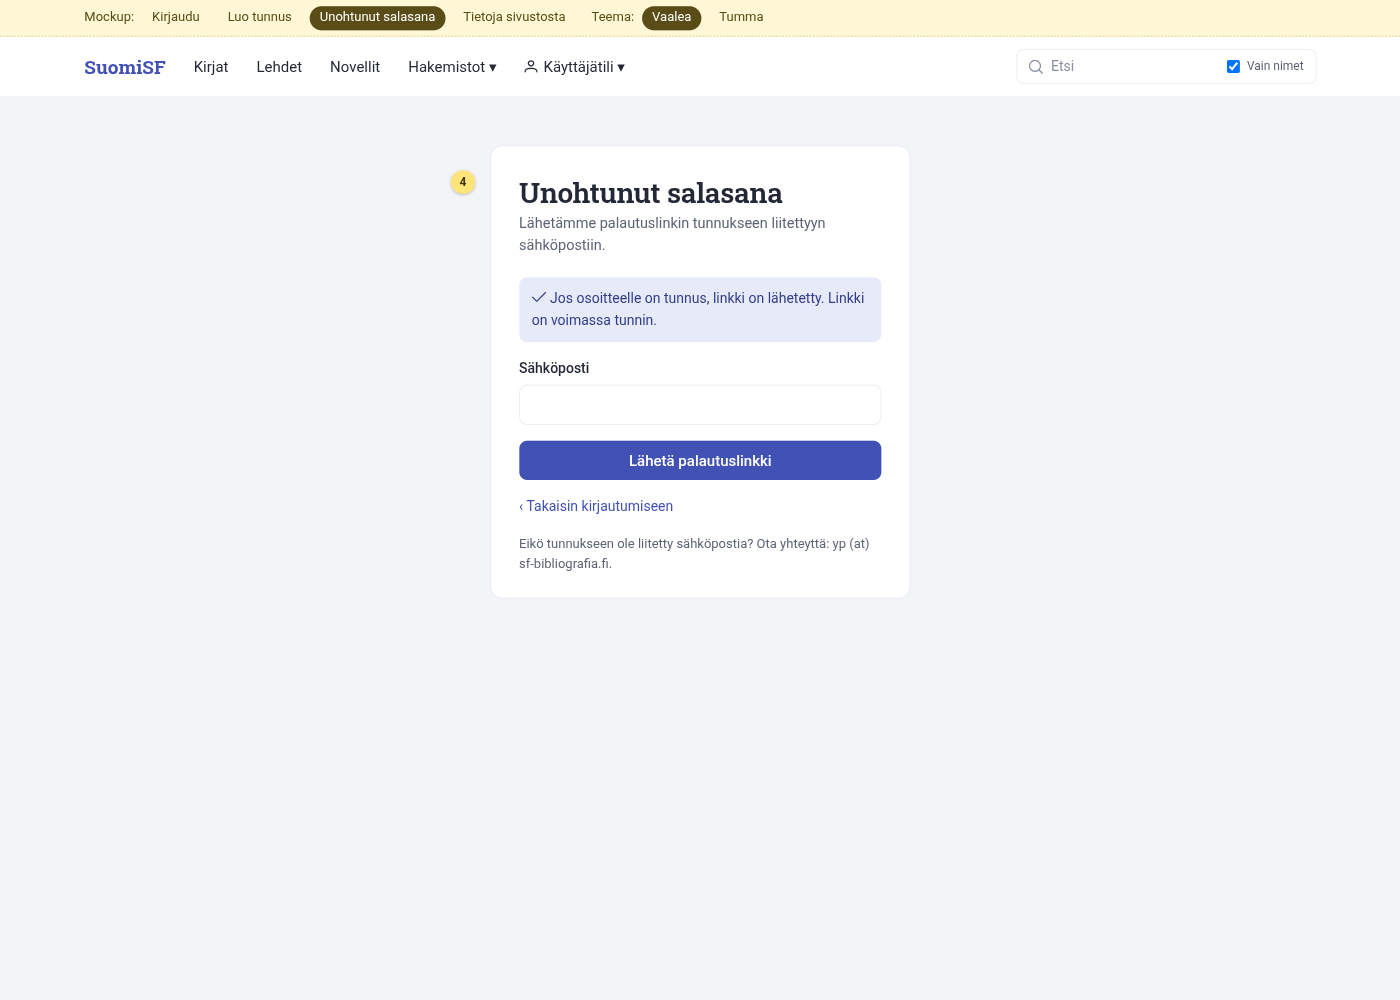 Mockup: Kirjaudu Luo tunnus Unohtunut salasana Tietoja sivustosta Teema: Vaalea Tumma
SuomiSF Kirjat Lehdet Novellit Hakemistot ▾ Käyttäjätili ▾ Etsi Vain nimet
4
Unohtunut salasana
Lähetämme palautuslinkin tunnukseen liitettyyn
sähköpostiin.
✓ Jos osoitteelle on tunnus, linkki on lähetetty. Linkki
on voimassa tunnin.
Sähköposti
Lähetä palautuslinkki
‹ Takaisin kirjautumiseen
Eikö tunnukseen ole liitetty sähköpostia? Ota yhteyttä: yp (at)
sf-bibliografia.fi.